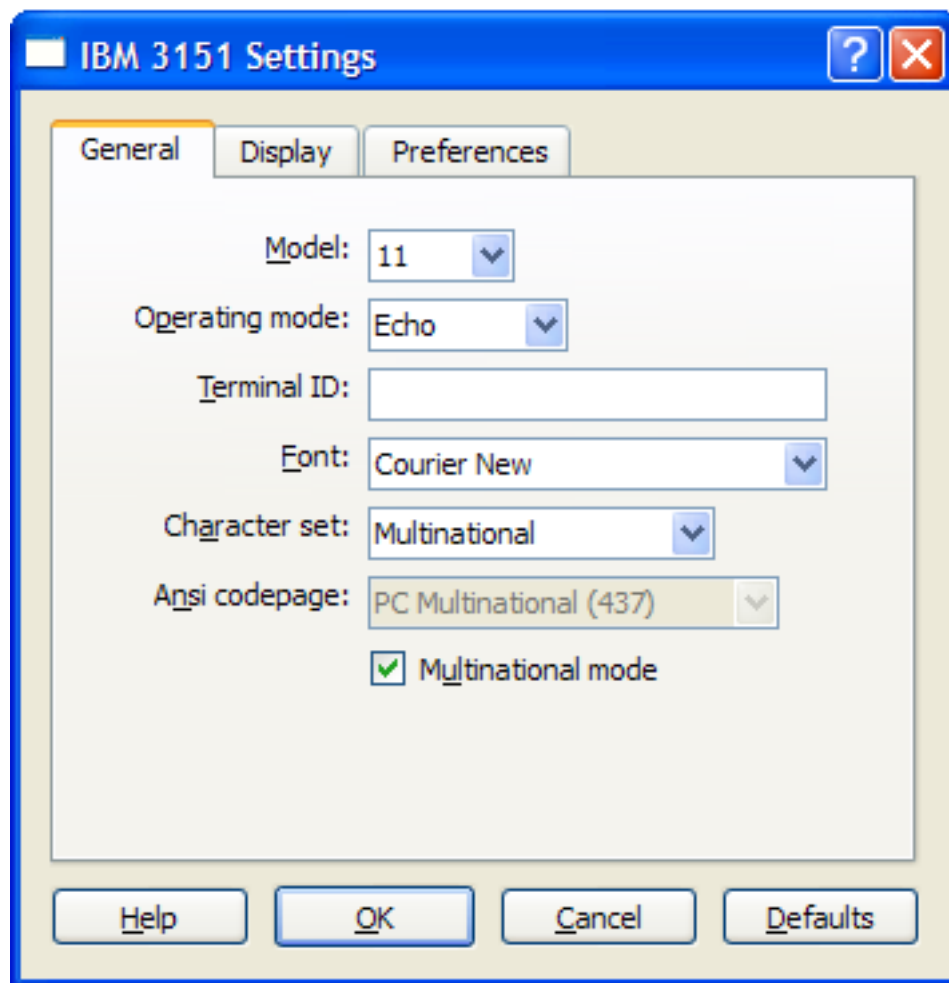 IBM 3151 Settings
General Display Preferences
Model: 11
Operating mode: Echo
Terminal ID:
Font: Courier New
Character set: Multinational
Ansi codepage: PC Multinational (437)
Multinational mode
Help OK Cancel Defaults